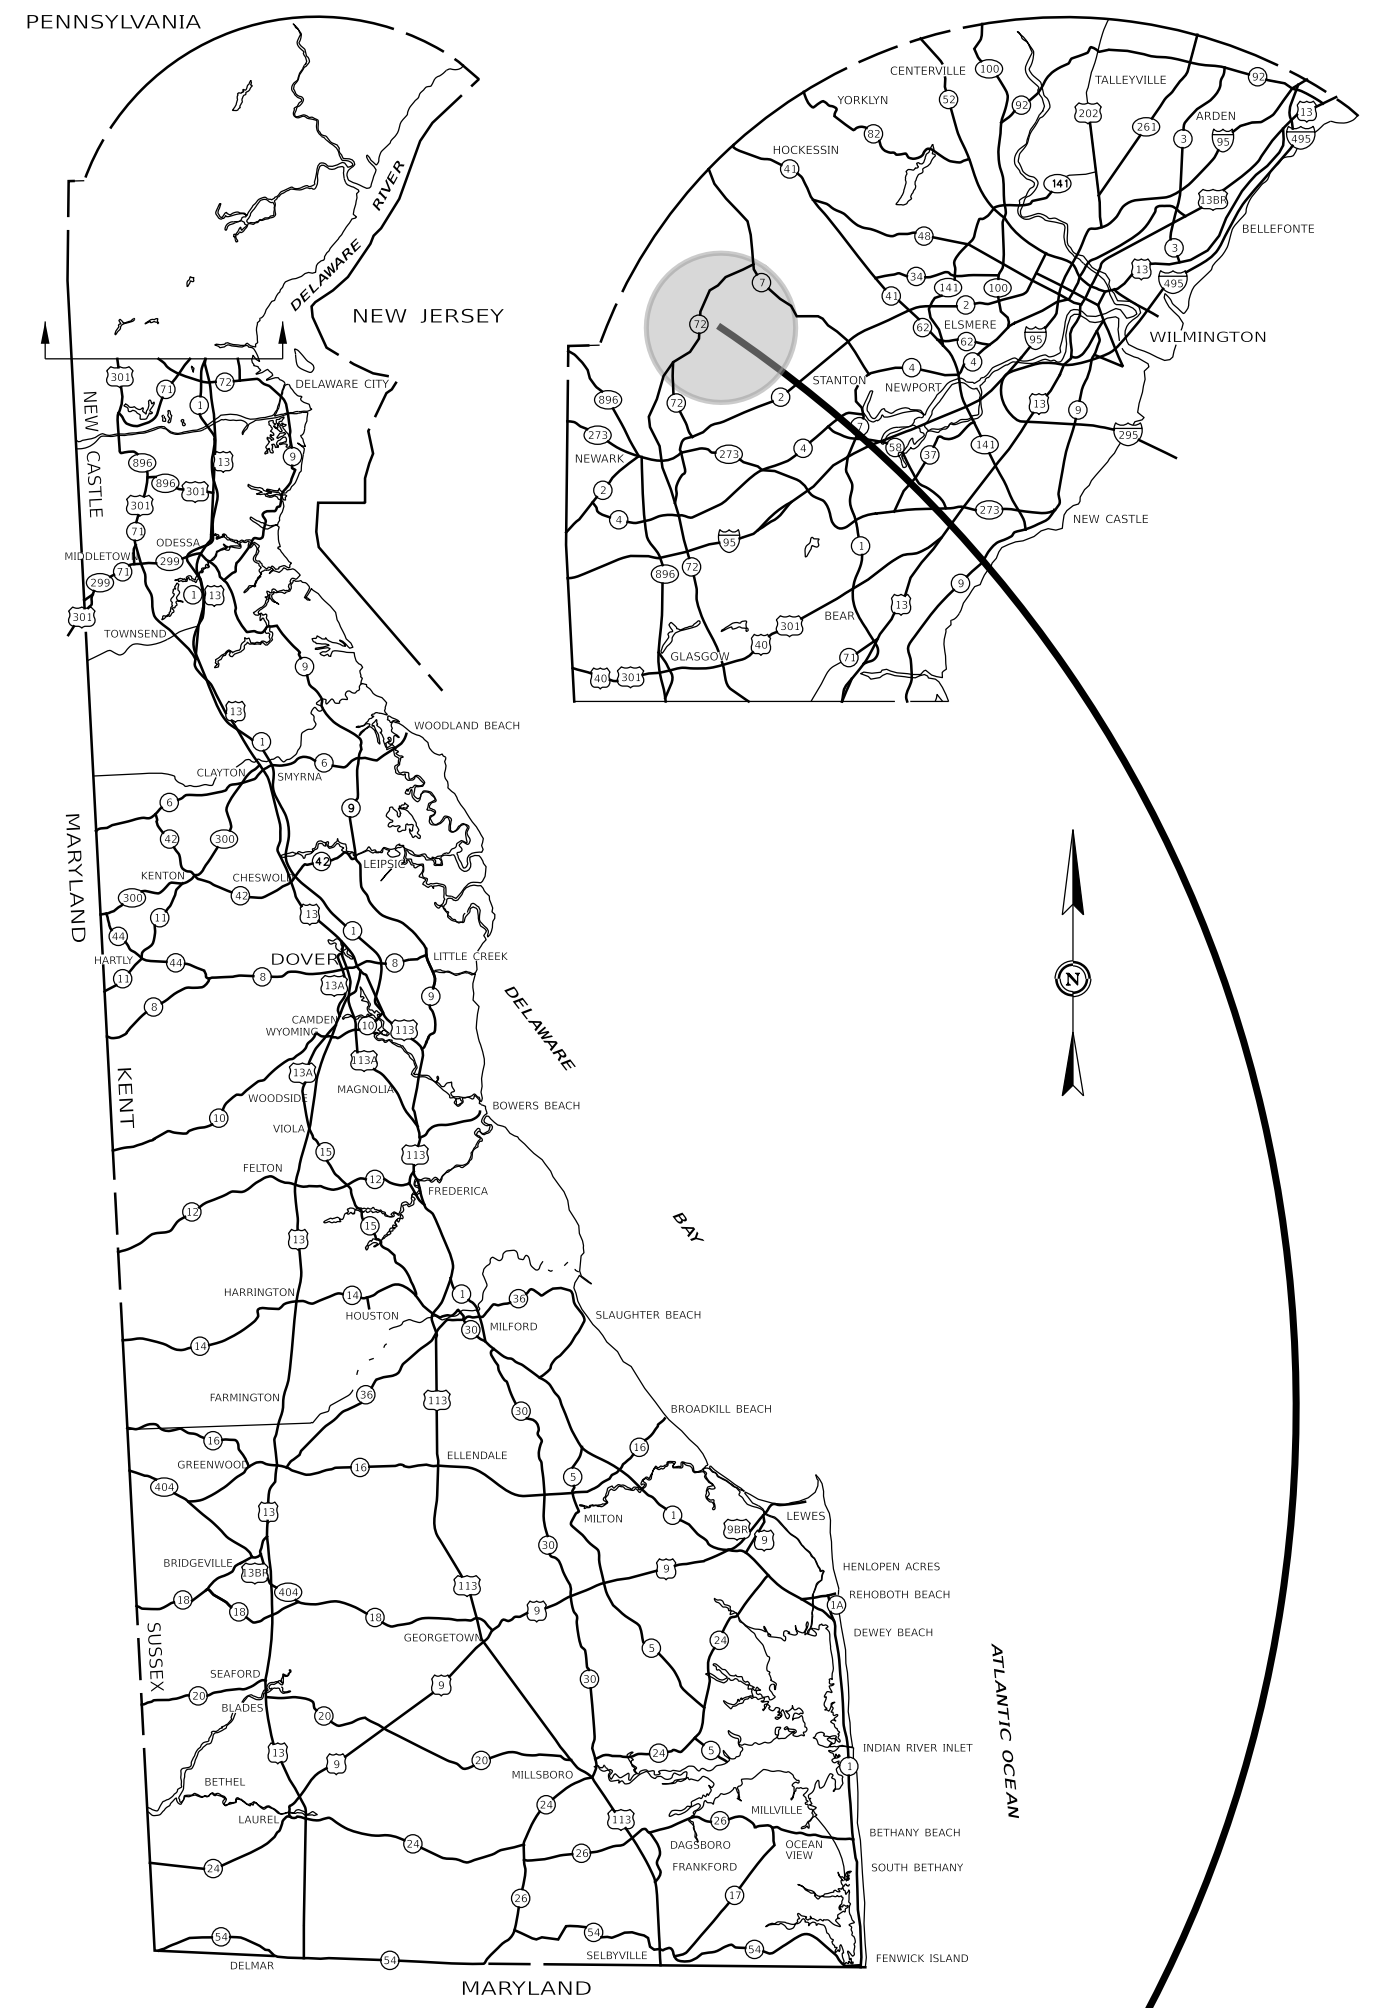 PENNSYLVANIA
CENTERVILLE
100
TALLEYVILLE
92
YORKLYN
52
92
202
13
ARDEN
261
82
3
95
495
HOCKESSIN
41
141
13BR
BELLEFONTE
48
3
DELAWARE RIVER
NEW JERSEY
7
34
13
41
141
100
495
2
72
62
ELSMERE
62
95
WILMINGTON
4
4
STANTON
NEWPORT
2
301
71
72
DELAWARE CITY
1
896
72
13
9
7
273
295
NEW CASTLE
NEWARK
273
4
58
37
141
896
13
9
896
301
2
301
4
273
NEW CASTLE
71
95
1
ODESSA
MIDDLETOWN
299
71
299
896
72
9
1
13
301
13
BEAR
301
40
TOWNSEND
GLASGOW
71
9
40
301
13
WOODLAND BEACH
1
6
CLAYTON
SMYRNA
6
9
42
300
MARYLAND
42
LEIPSIC
KENTON
CHESWOLD
42
300
11
13
44
1
HARTLY
44
DOVER
8
LITTLE CREEK
11
8
13A
9
8
DELAWARE
N
CAMDEN
10
113
WYOMING
113A
13A
KENT
MAGNOLIA
WOODSIDE
BOWERS BEACH
10
VIOLA
15
113
FELTON
12
FREDERICA
12
15
BAY
13
HARRINGTON
14
1
36
HOUSTON
SLAUGHTER BEACH
30
MILFORD
14
36
FARMINGTON
113
30
BROADKILL BEACH
16
16
ELLENDALE
GREENWOOD
16
5
404
13
MILTON
1
LEWES
9BR
9
30
BRIDGEVILLE
13BR
9
HENLOPEN ACRES
404
113
18
REHOBOTH BEACH
18
18
9
1A
GEORGETOWN
DEWEY BEACH
SUSSEX
24
5
SEAFORD
30
20
9
BLADES
20
ATLANTIC OCEAN
13
9
20
24
5
INDIAN RIVER INLET
1
BETHEL
MILLSBORO
24
LAUREL
113
26
MILLVILLE
BETHANY BEACH
24
26
DAGSBORO
OCEAN
VIEW
24
FRANKFORD
SOUTH BETHANY
26
17
54
54
54
SELBYVILLE
54
FENWICK ISLAND
DELMAR
MARYLAND